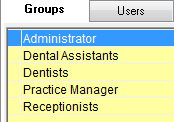 Groups Users
Administrator
Dental Assistants
Dentists
Practice Manager
Receptionists